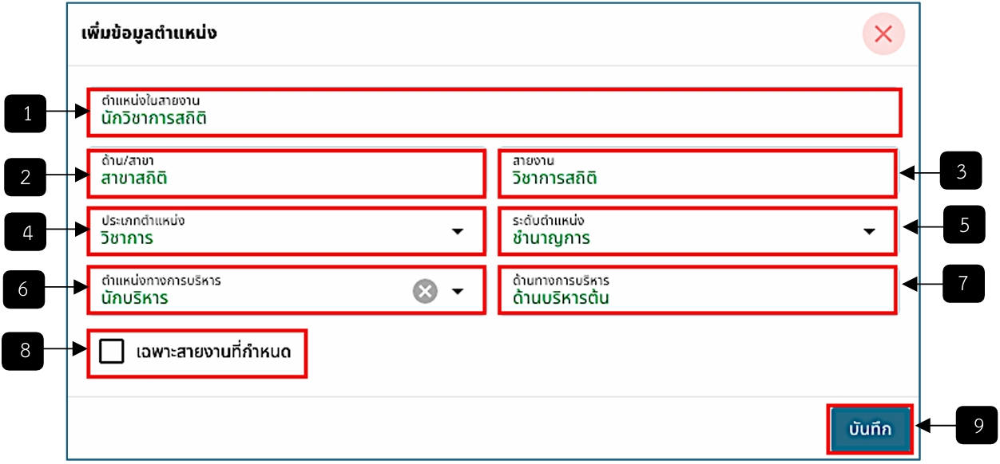 เพิ่มข้อมูลตำแหน่ง
1
ตำแหน่งในสายงาน
นักวิชาการสถิติ
2
ด้าน/สาขา
สาขาสถิติ
สายงาน
วิชาการสถิติ
3
4
ประเภทตำแหน่ง
วิชาการ
ระดับตำแหน่ง
ชำนาญการ
5
6
ตำแหน่งทางการบริหาร
นักบริหาร
ด้านทางการบริหาร
ด้านบริหารต้น
7
8
เฉพาะสายงานที่กำหนด
บันทึก
9